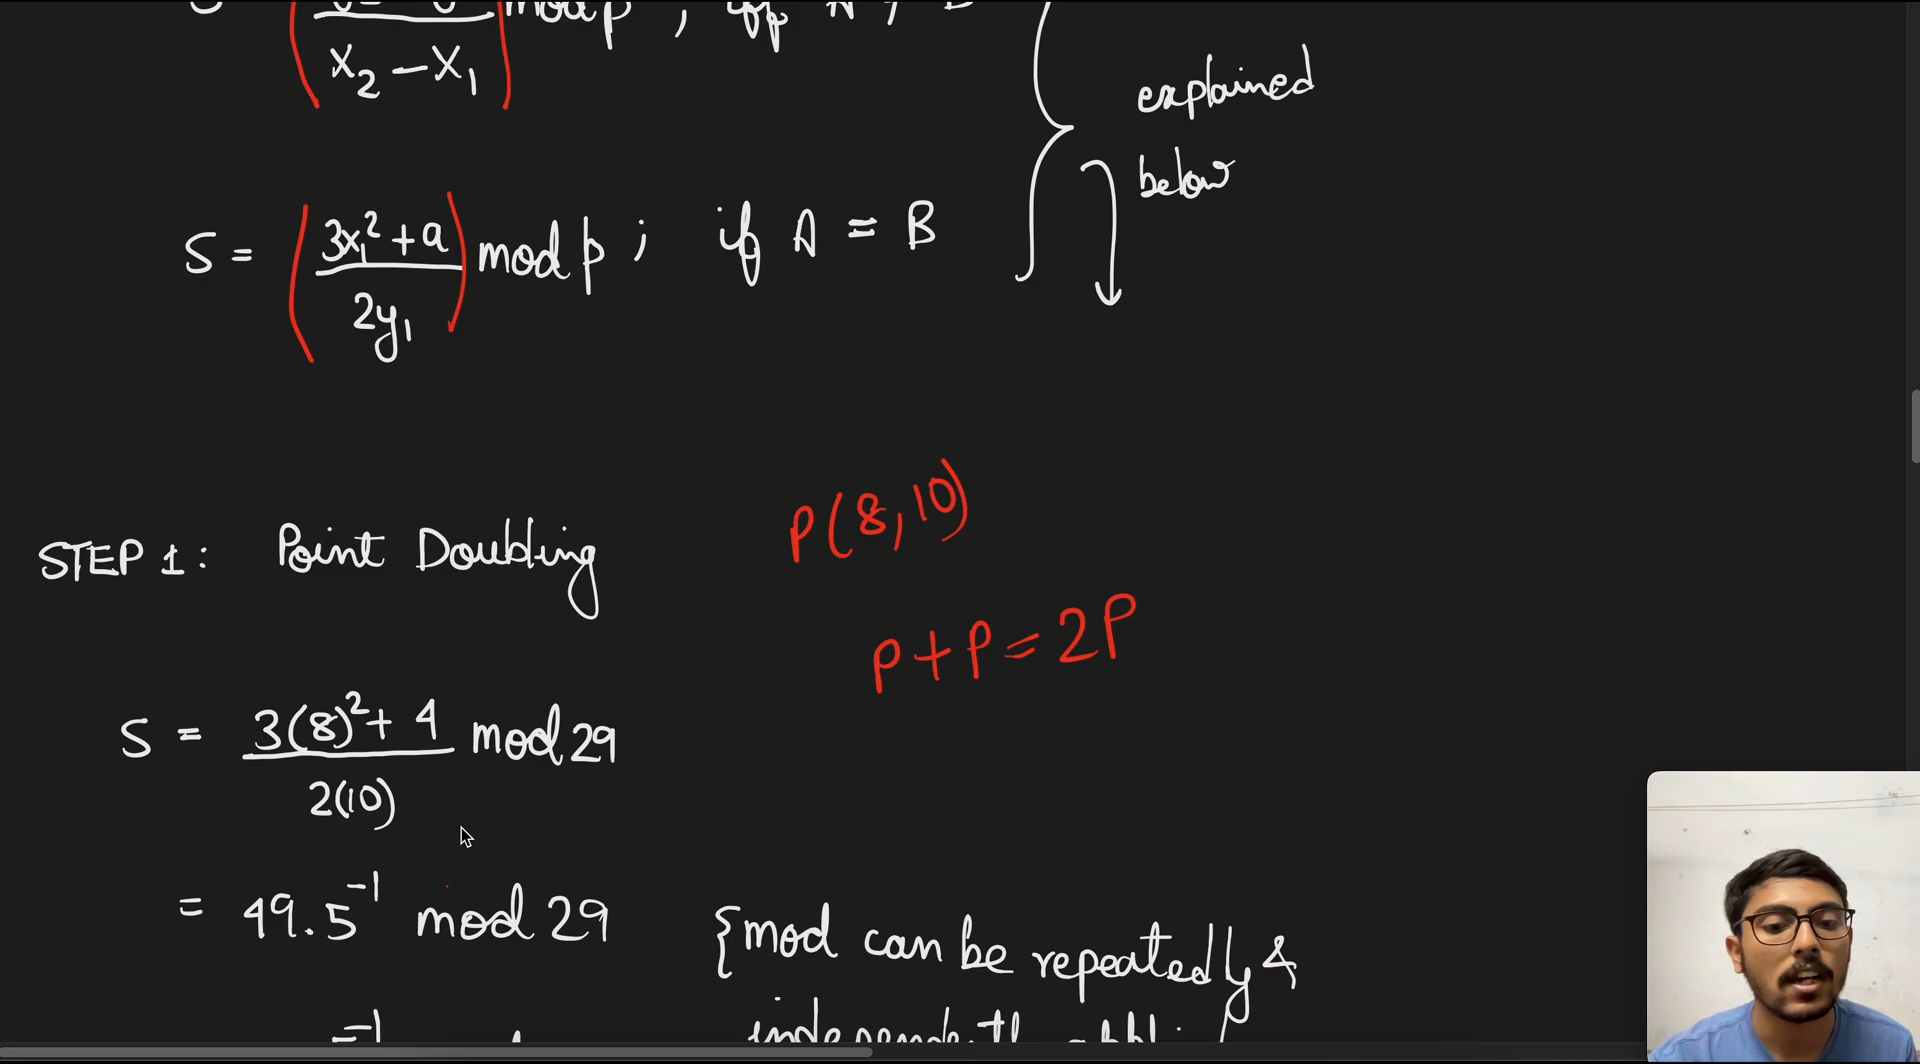 x₂ − x₁
explained
below
S = (3x₁² + a / 2y₁) mod p ; if A = B
P(8,10)
STEP 1 : Point Doubling
P + P = 2P
S = 3(8)² + 4 / 2(10) mod 29
= 49.5⁻¹ mod 29
{mod can be repeatedly &